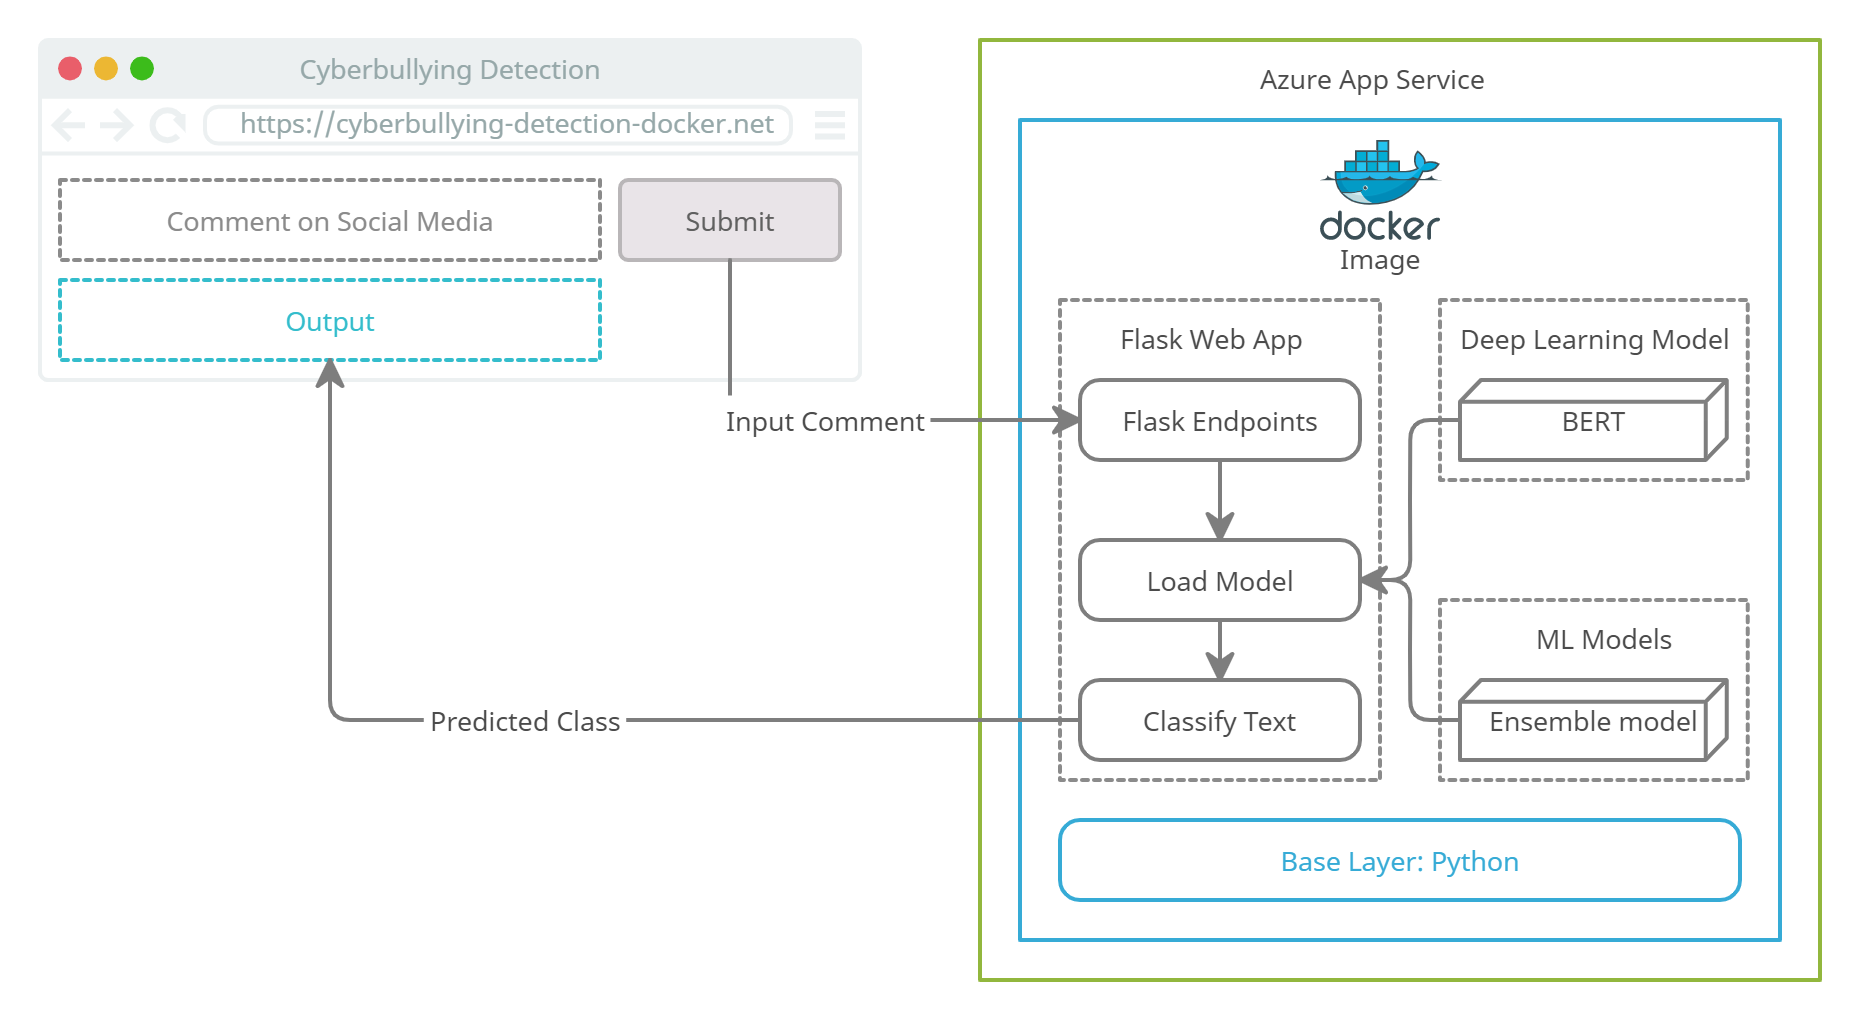 Cyberbullying Detection
https://cyberbullying-detection-docker.net
Comment on Social Media
Submit
Output
Input Comment
Predicted Class
Azure App Service
docker
Image
Flask Web App
Flask Endpoints
Load Model
Classify Text
Deep Learning Model
BERT
ML Models
Ensemble model
Base Layer: Python